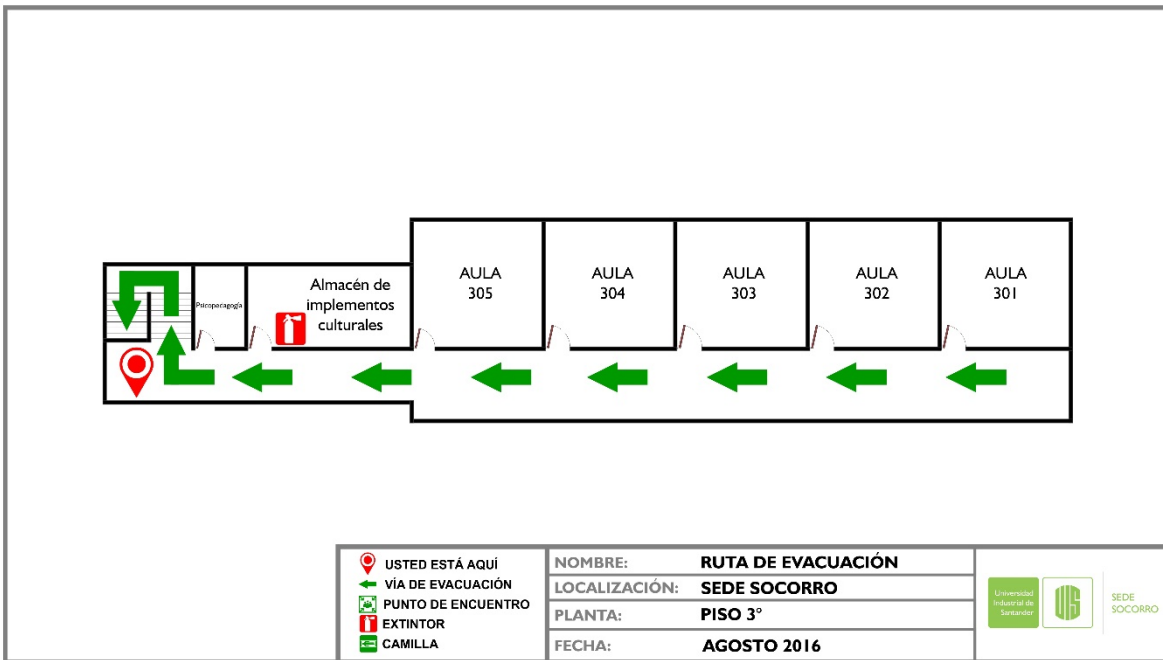 AULA
305
AULA
304
AULA
303
AULA
302
AULA
301
Almacén de
implementos
culturales
Psicopedagogía
USTED ESTÁ AQUÍ
VÍA DE EVACUACIÓN
PUNTO DE ENCUENTRO
EXTINTOR
CAMILLA
NOMBRE: RUTA DE EVACUACIÓN
LOCALIZACIÓN: SEDE SOCORRO
PLANTA: PISO 3°
FECHA: AGOSTO 2016
Universidad
Industrial de
Santander
UIS
SEDE
SOCORRO